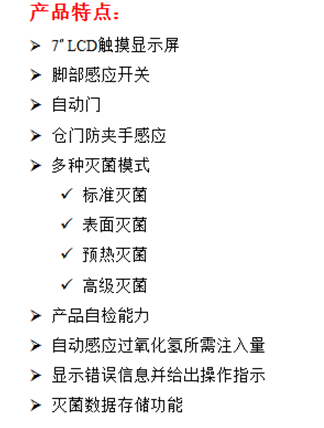 产品特点：
➤ 7" LCD触摸显示屏
➤ 脚部感应开关
➤ 自动门
➤ 仓门防夹手感应
➤ 多种灭菌模式
✓ 标准灭菌
✓ 表面灭菌
✓ 预热灭菌
✓ 高级灭菌
➤ 产品自检能力
➤ 自动感应过氧化氢所需注入量
➤ 显示错误信息并给出操作指示
➤ 灭菌数据存储功能